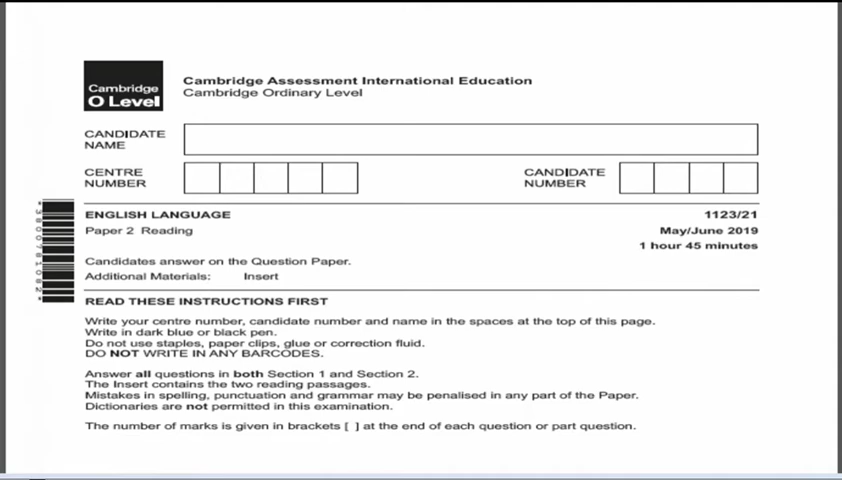 Cambridge
O Level
Cambridge Assessment International Education
Cambridge Ordinary Level
CANDIDATE
NAME
CENTRE
NUMBER
CANDIDATE
NUMBER
*3800781082*
ENGLISH LANGUAGE 1123/21
Paper 2 Reading May/June 2019
1 hour 45 minutes
Candidates answer on the Question Paper.
Additional Materials: Insert
READ THESE INSTRUCTIONS FIRST
Write your centre number, candidate number and name in the spaces at the top of this page.
Write in dark blue or black pen.
Do not use staples, paper clips, glue or correction fluid.
DO NOT WRITE IN ANY BARCODES.
Answer all questions in both Section 1 and Section 2.
The Insert contains the two reading passages.
Mistakes in spelling, punctuation and grammar may be penalised in any part of the Paper.
Dictionaries are not permitted in this examination.
The number of marks is given in brackets [ ] at the end of each question or part question.